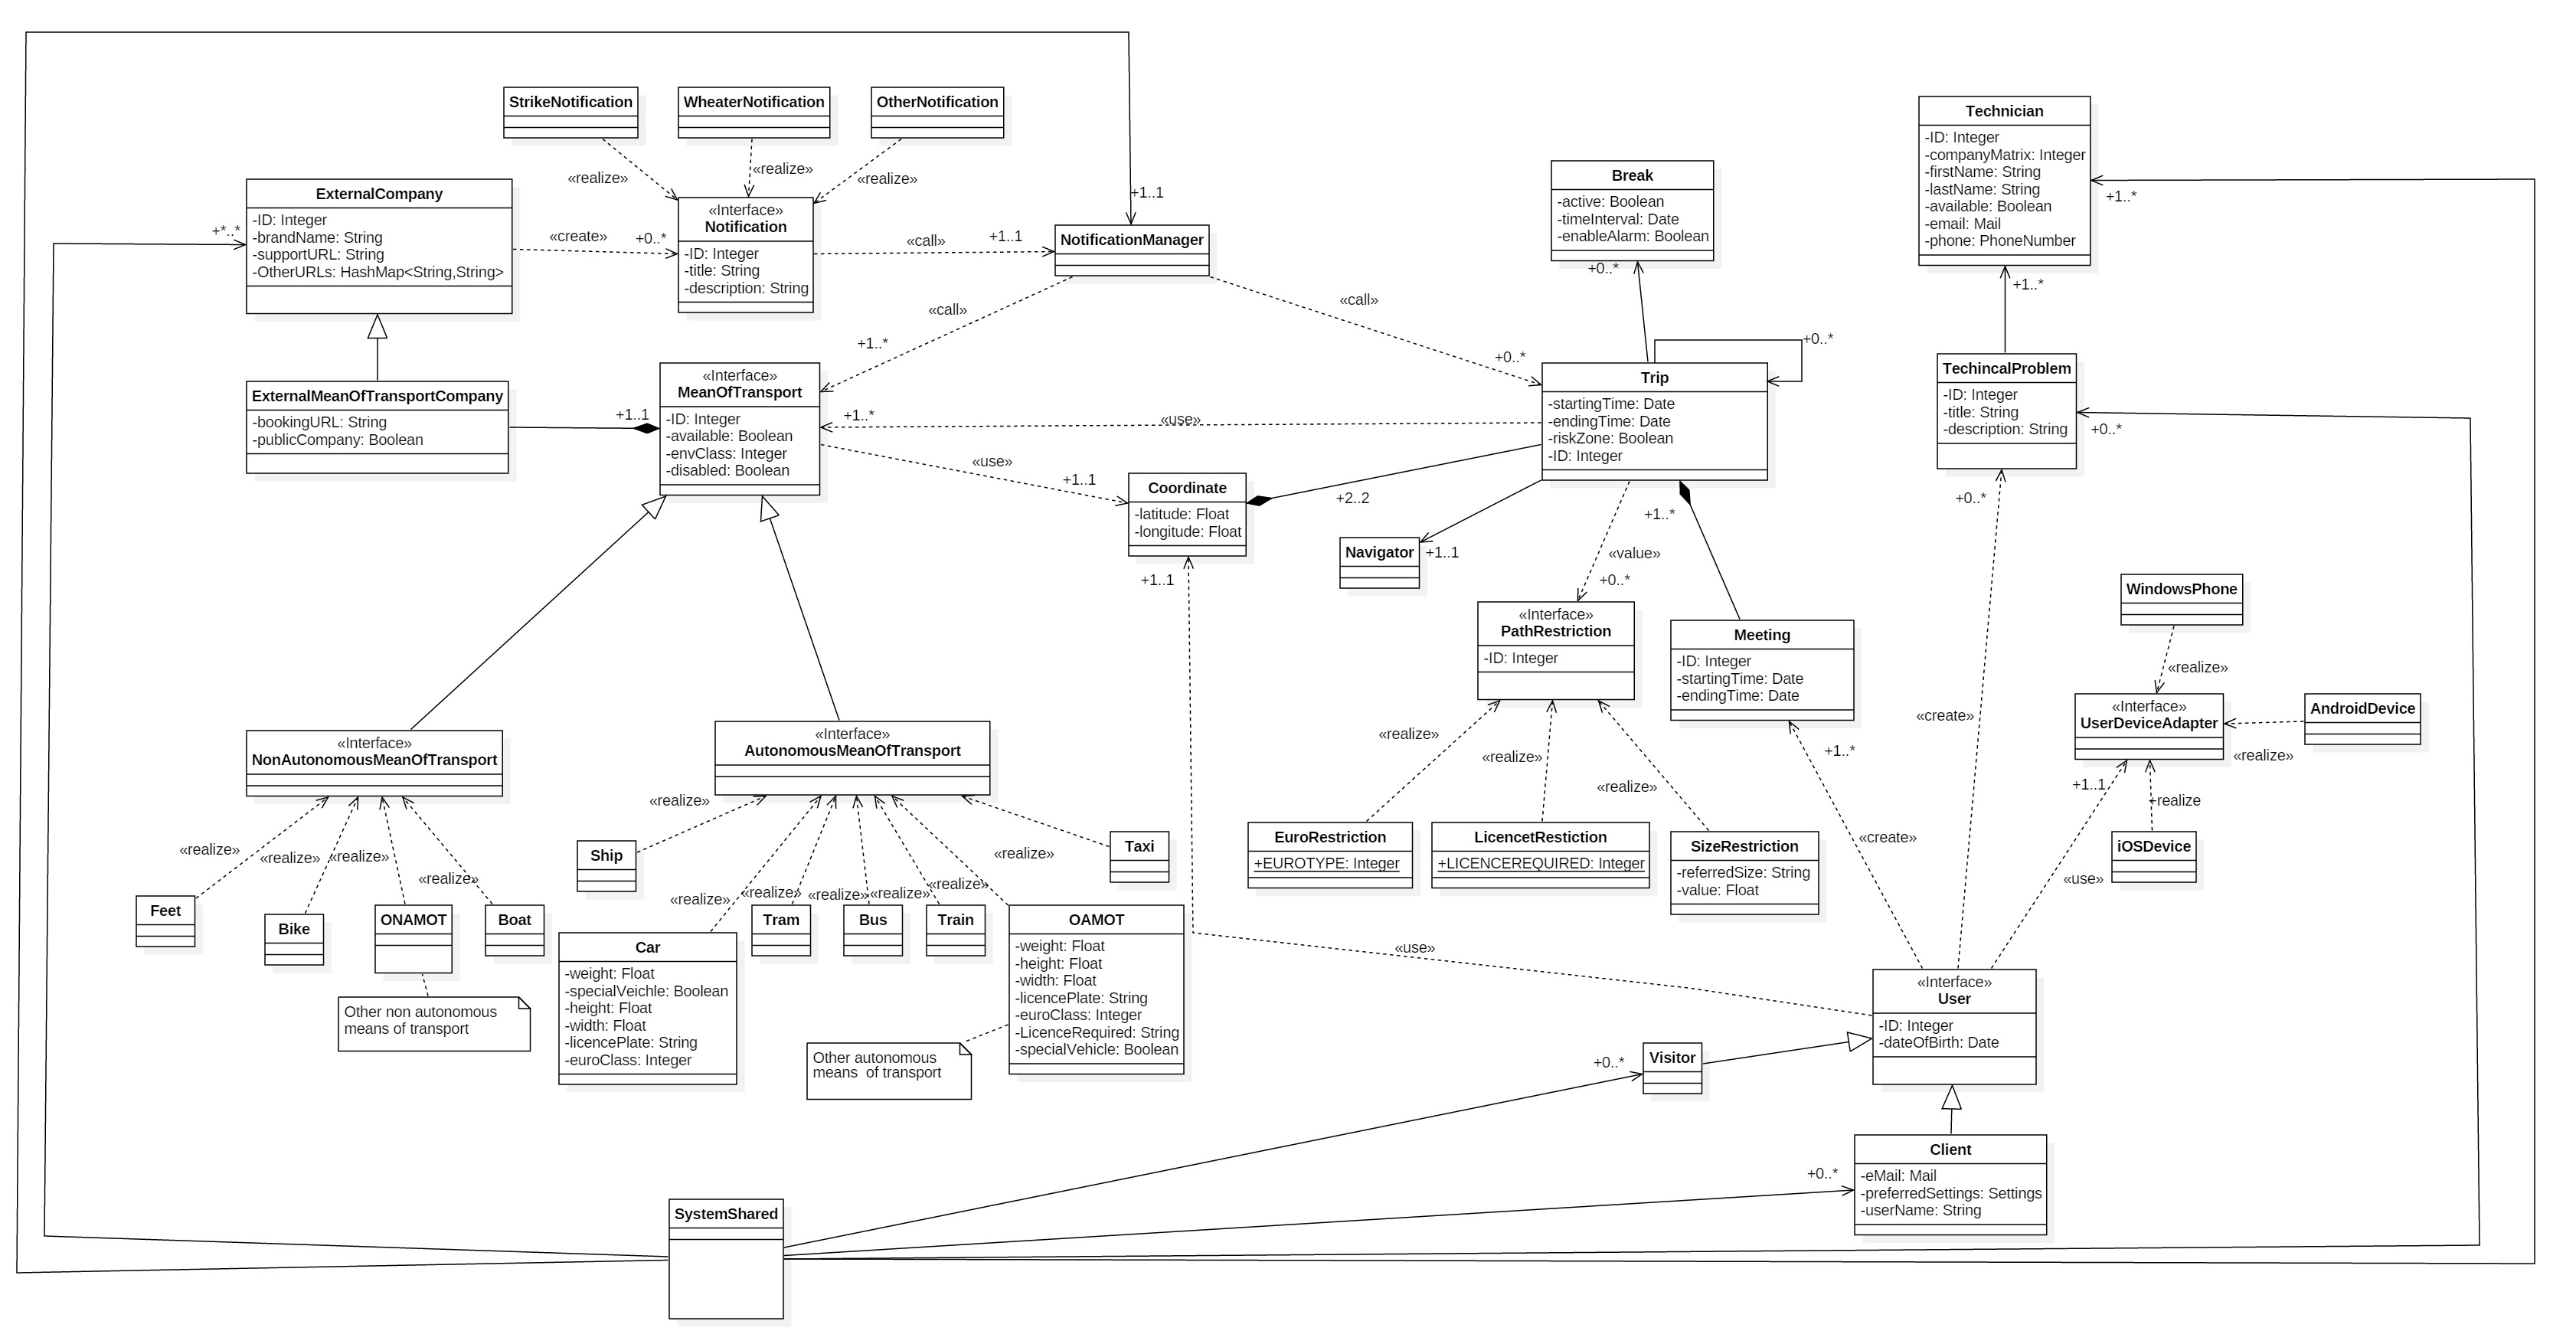 StrikeNotification
WheaterNotification
OtherNotification
«realize»
«realize»
«realize»
ExternalCompany
-ID: Integer
-brandName: String
-supportURL: String
-OtherURLs: HashMap<String,String>
+*..*
«create»
+0..*
«Interface»
Notification
-ID: Integer
-title: String
-description: String
«call»
+1..1
+1..1
NotificationManager
«call»
+1..*
«call»
+0..*
Break
-active: Boolean
-timeInterval: Date
-enableAlarm: Boolean
+0..*
+0..*
Technician
-ID: Integer
-companyMatrix: Integer
-firstName: String
-lastName: String
-available: Boolean
-email: Mail
-phone: PhoneNumber
+1..*
+1..*
ExternalMeanOfTransportCompany
-bookingURL: String
-publicCompany: Boolean
+1..1
«Interface»
MeanOfTransport
-ID: Integer
-available: Boolean
-envClass: Integer
-disabled: Boolean
+1..*
«use»
«use»
+1..1
Trip
-startingTime: Date
-endingTime: Date
-riskZone: Boolean
-ID: Integer
TechincalProblem
-ID: Integer
-title: String
-description: String
+0..*
+0..*
Coordinate
-latitude: Float
-longitude: Float
+2..2
+1..1
Navigator
+1..1
«value»
+0..*
+1..*
«Interface»
PathRestriction
-ID: Integer
Meeting
-ID: Integer
-startingTime: Date
-endingTime: Date
+1..*
WindowsPhone
«realize»
«Interface»
UserDeviceAdapter
AndroidDevice
«realize»
+1..1
+realize
iOSDevice
«create»
«create»
«use»
«Interface»
NonAutonomousMeanOfTransport
«Interface»
AutonomousMeanOfTransport
«realize»
«realize»
«realize»
«realize»
Feet
Bike
ONAMOT
Boat
Other non autonomous
means of transport
«realize»
«realize»
«realize»
«realize»
«realize»
«realize»
«realize»
Ship
Taxi
Car
-weight: Float
-specialVeichle: Boolean
-height: Float
-width: Float
-licencePlate: String
-euroClass: Integer
Tram
Bus
Train
OAMOT
-weight: Float
-height: Float
-width: Float
-licencePlate: String
-euroClass: Integer
-LicenceRequired: String
-specialVehicle: Boolean
Other autonomous
means  of transport
«realize»
«realize»
«realize»
EuroRestriction
+EUROTYPE: Integer
LicencetRestiction
+LICENCEREQUIRED: Integer
SizeRestriction
-referredSize: String
-value: Float
«use»
«Interface»
User
-ID: Integer
-dateOfBirth: Date
+0..*
Visitor
Client
-eMail: Mail
-preferredSettings: Settings
-userName: String
+0..*
SystemShared